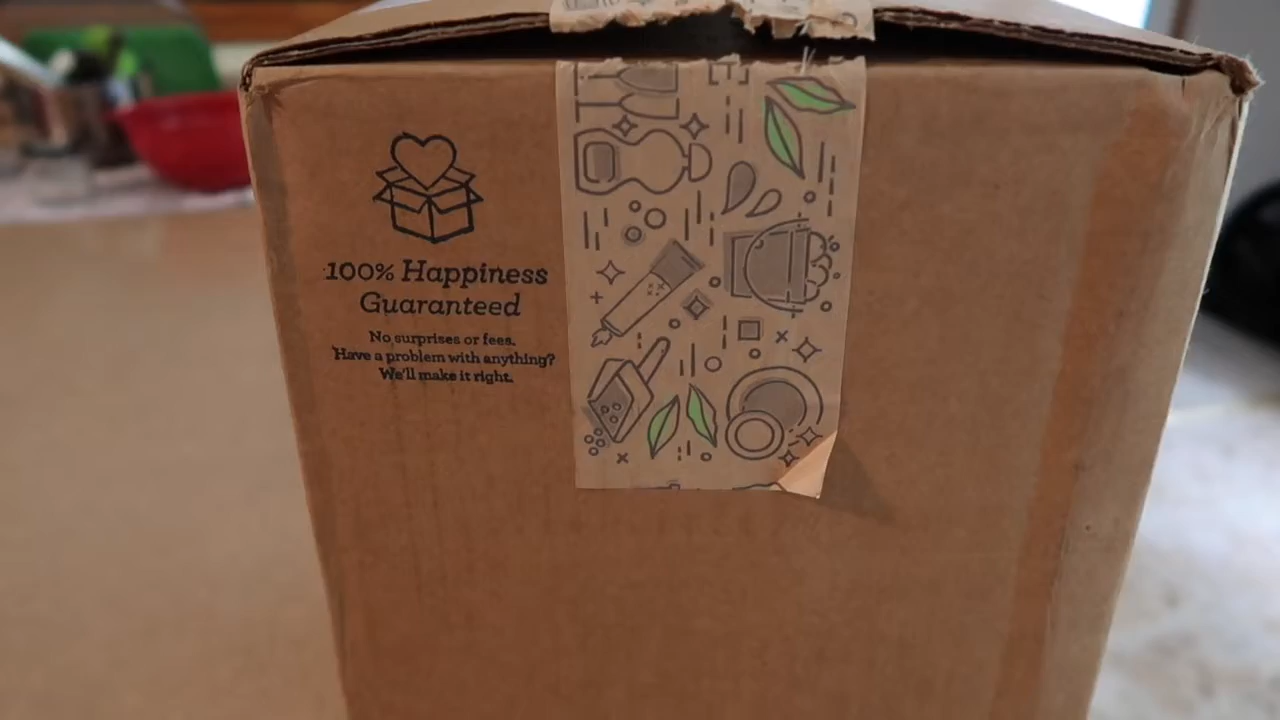 100% Happiness
Guaranteed
No surprises or fees.
Have a problem with anything?
We'll make it right.